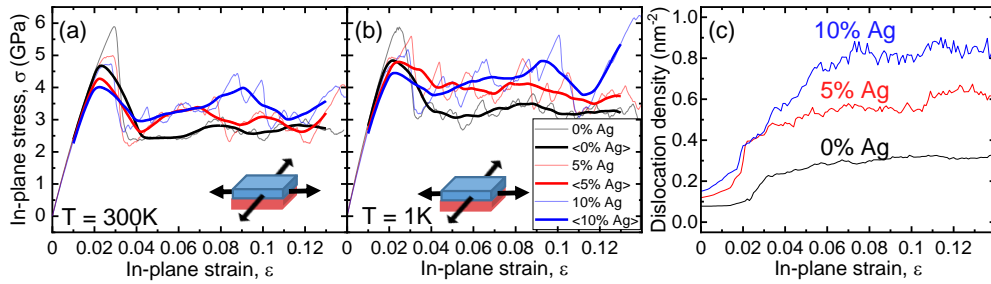 (a)
In-plane stress, σ (GPa)
6
5
4
3
2
1
0
T = 300K
0.00 0.02 0.04 0.06 0.08 0.1 0.12
In-plane strain, ε
(b)
T = 1K
0% Ag
<0% Ag>
5% Ag
<5% Ag>
10% Ag
<10% Ag>
0.00 0.02 0.04 0.06 0.08 0.1 0.12
In-plane strain, ε
(c)
Dislocation density (nm⁻²)
1.0
0.8
0.6
0.4
0.2
0.0
10% Ag
5% Ag
0% Ag
0.00 0.02 0.04 0.06 0.08 0.1 0.12
In-plane strain, ε